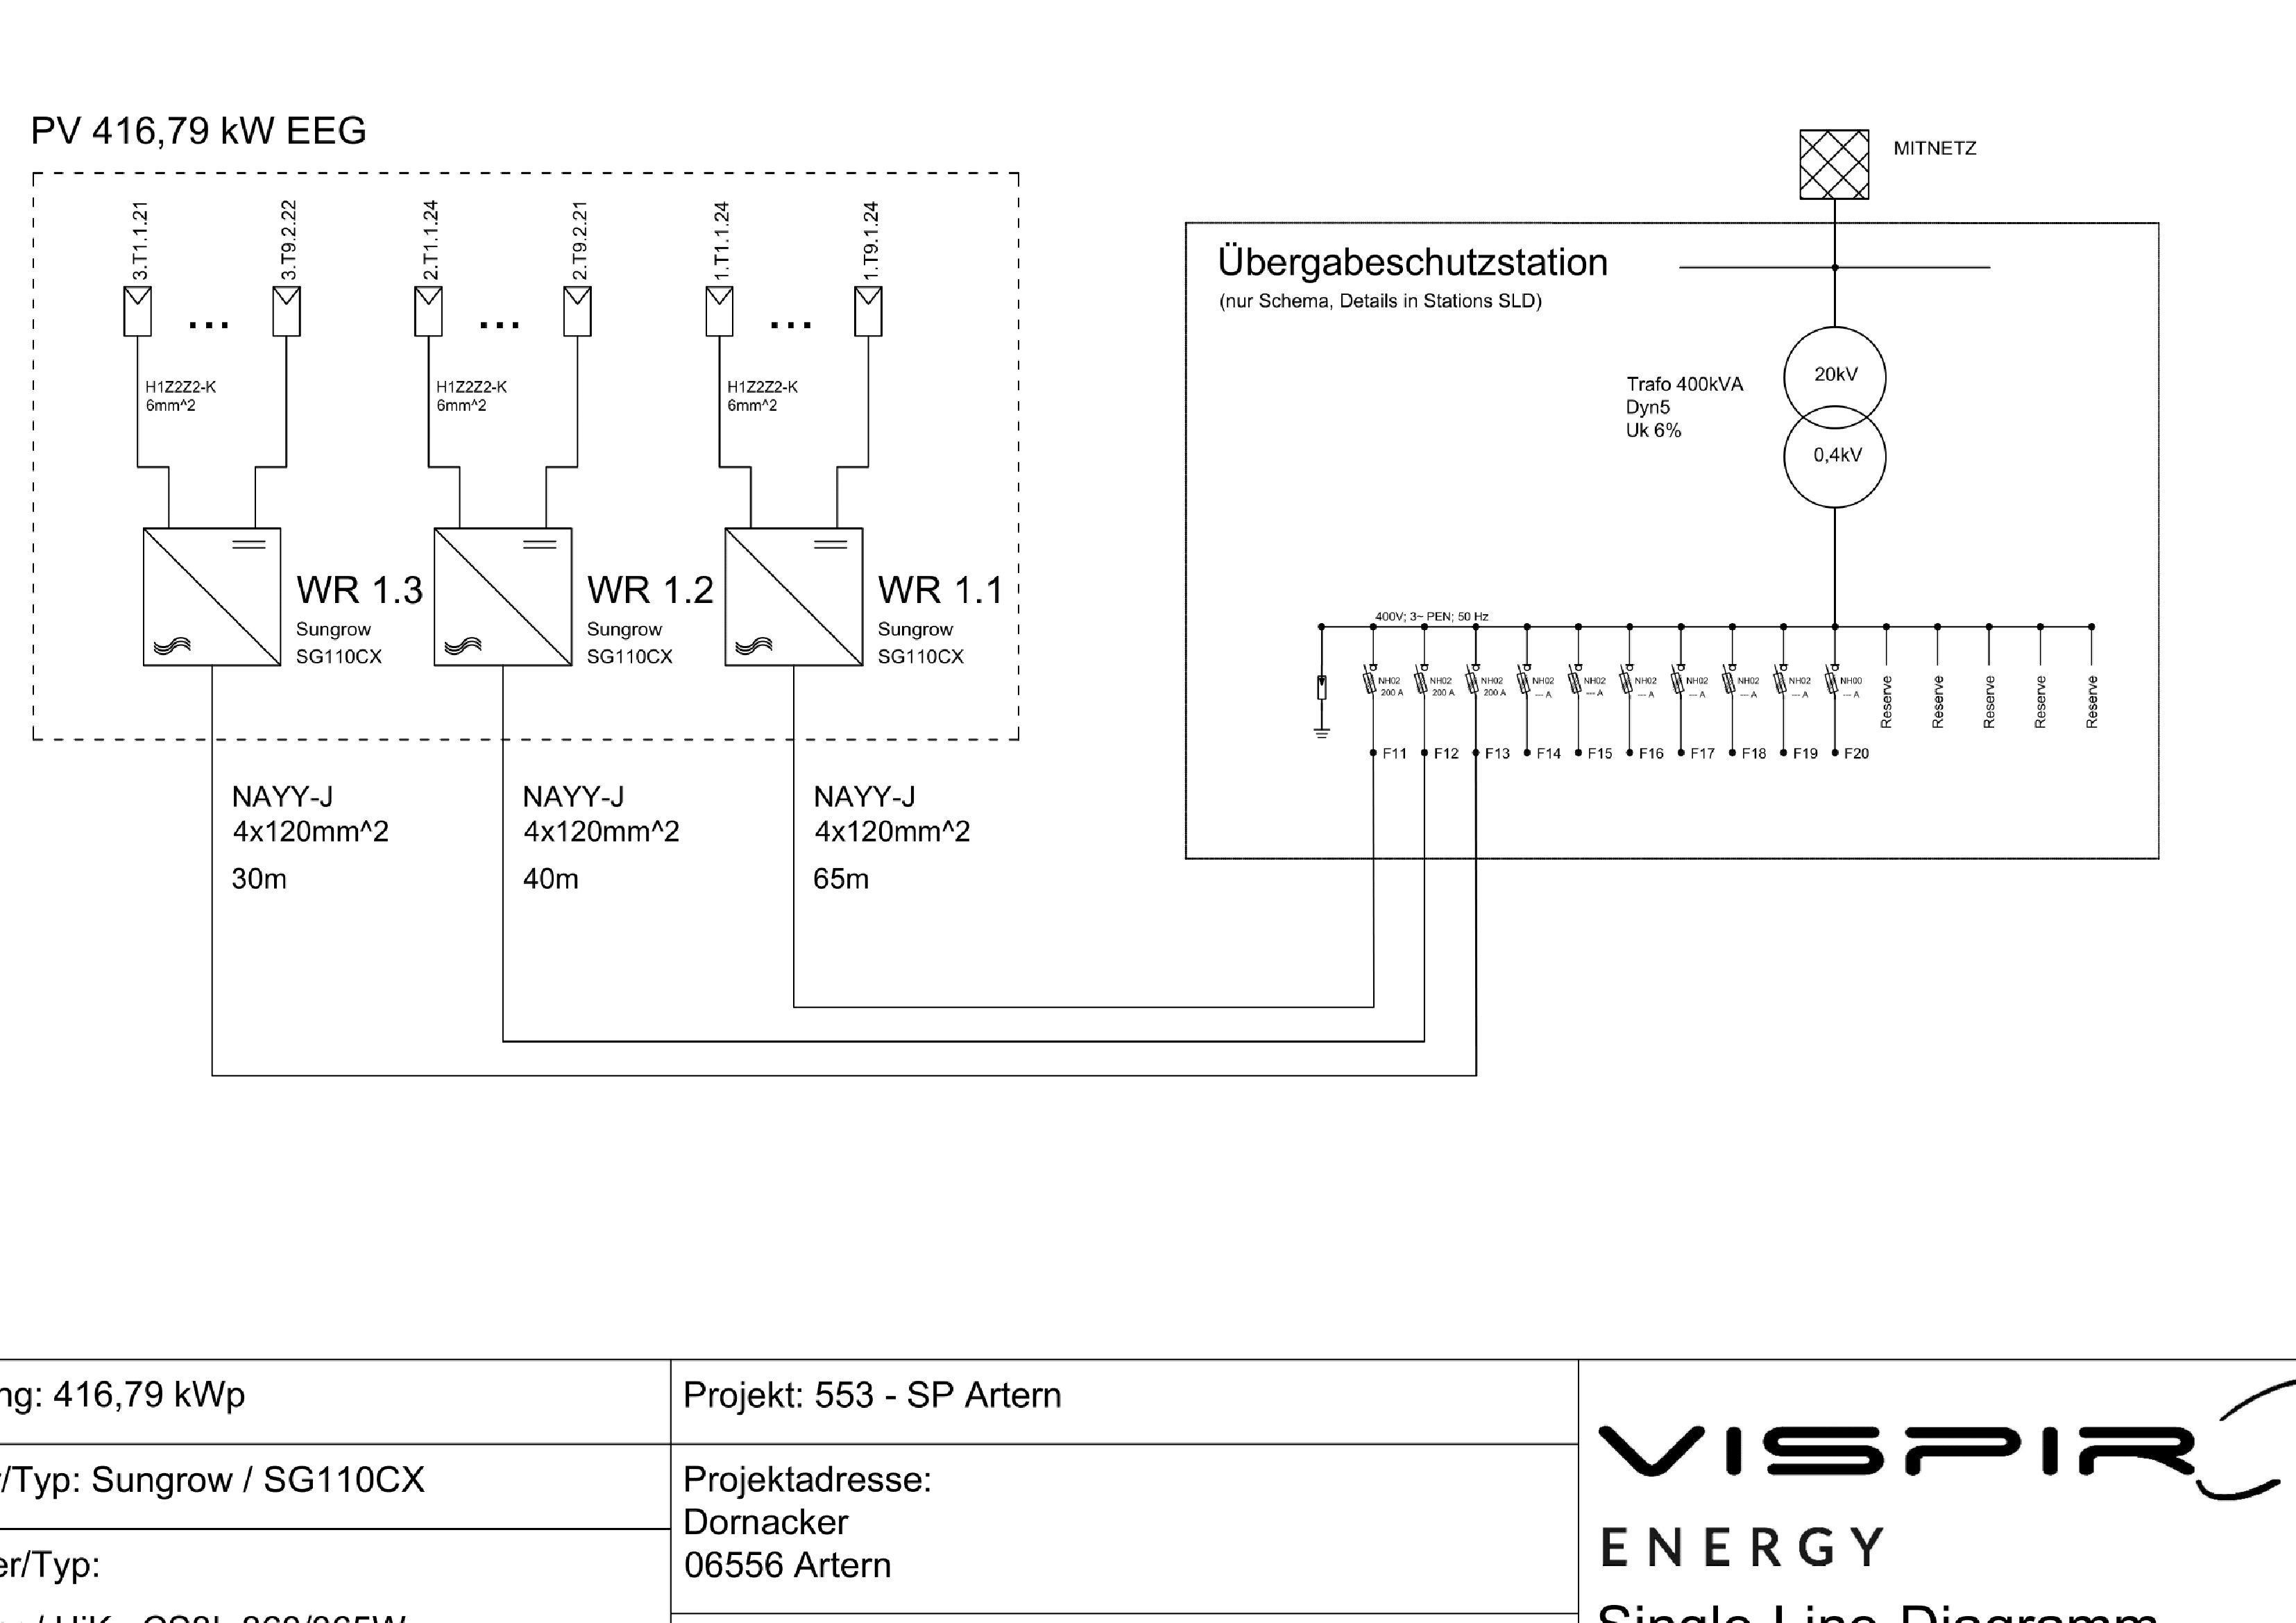 PV 416,79 kW EEG
3.T1.1.21
3.T9.2.22
2.T1.1.24
2.T9.2.21
1.T1.1.24
1.T9.1.24
...
...
...
H1Z2Z2-K
6mm^2
H1Z2Z2-K
6mm^2
H1Z2Z2-K
6mm^2
WR 1.3
Sungrow
SG110CX
WR 1.2
Sungrow
SG110CX
WR 1.1
Sungrow
SG110CX
NAYY-J
4x120mm^2
30m
NAYY-J
4x120mm^2
40m
NAYY-J
4x120mm^2
65m
MITNETZ
Übergabeschutzstation
(nur Schema, Details in Stations SLD)
Trafo 400kVA
Dyn5
Uk 6%
20kV
0,4kV
400V; 3~ PEN; 50 Hz
NH02
200 A
NH02
200 A
NH02
200 A
NH02
--- A
NH02
--- A
NH02
--- A
NH02
--- A
NH02
--- A
NH02
--- A
NH00
--- A
Reserve
Reserve
Reserve
Reserve
Reserve
F11 F12 F13 F14 F15 F16 F17 F18 F19 F20
ng: 416,79 kWp
/Typ: Sungrow / SG110CX
er/Typ:
Projekt: 553 - SP Artern
Projektadresse:
Dornacker
06556 Artern
VISPIR
ENERGY
Single Line Diagramm